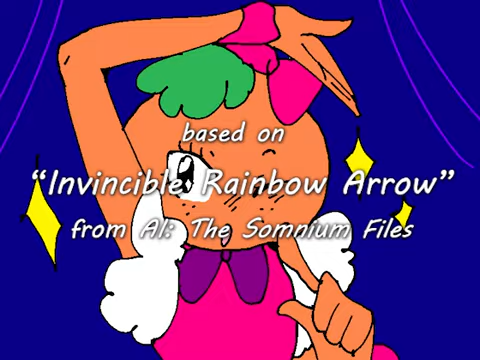 based on
“Invincible Rainbow Arrow”
from AI: The Somnium Files